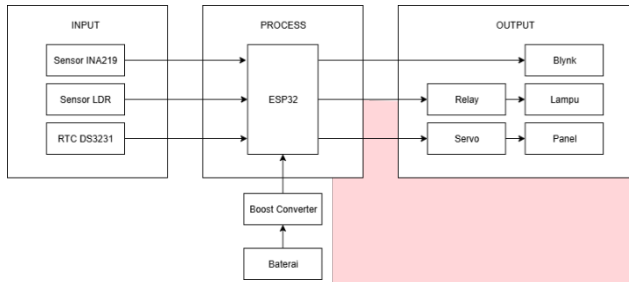 INPUT
PROCESS
OUTPUT
Sensor INA219
Sensor LDR
RTC DS3231
ESP32
Blynk
Relay
Lampu
Servo
Panel
Boost Converter
Baterai